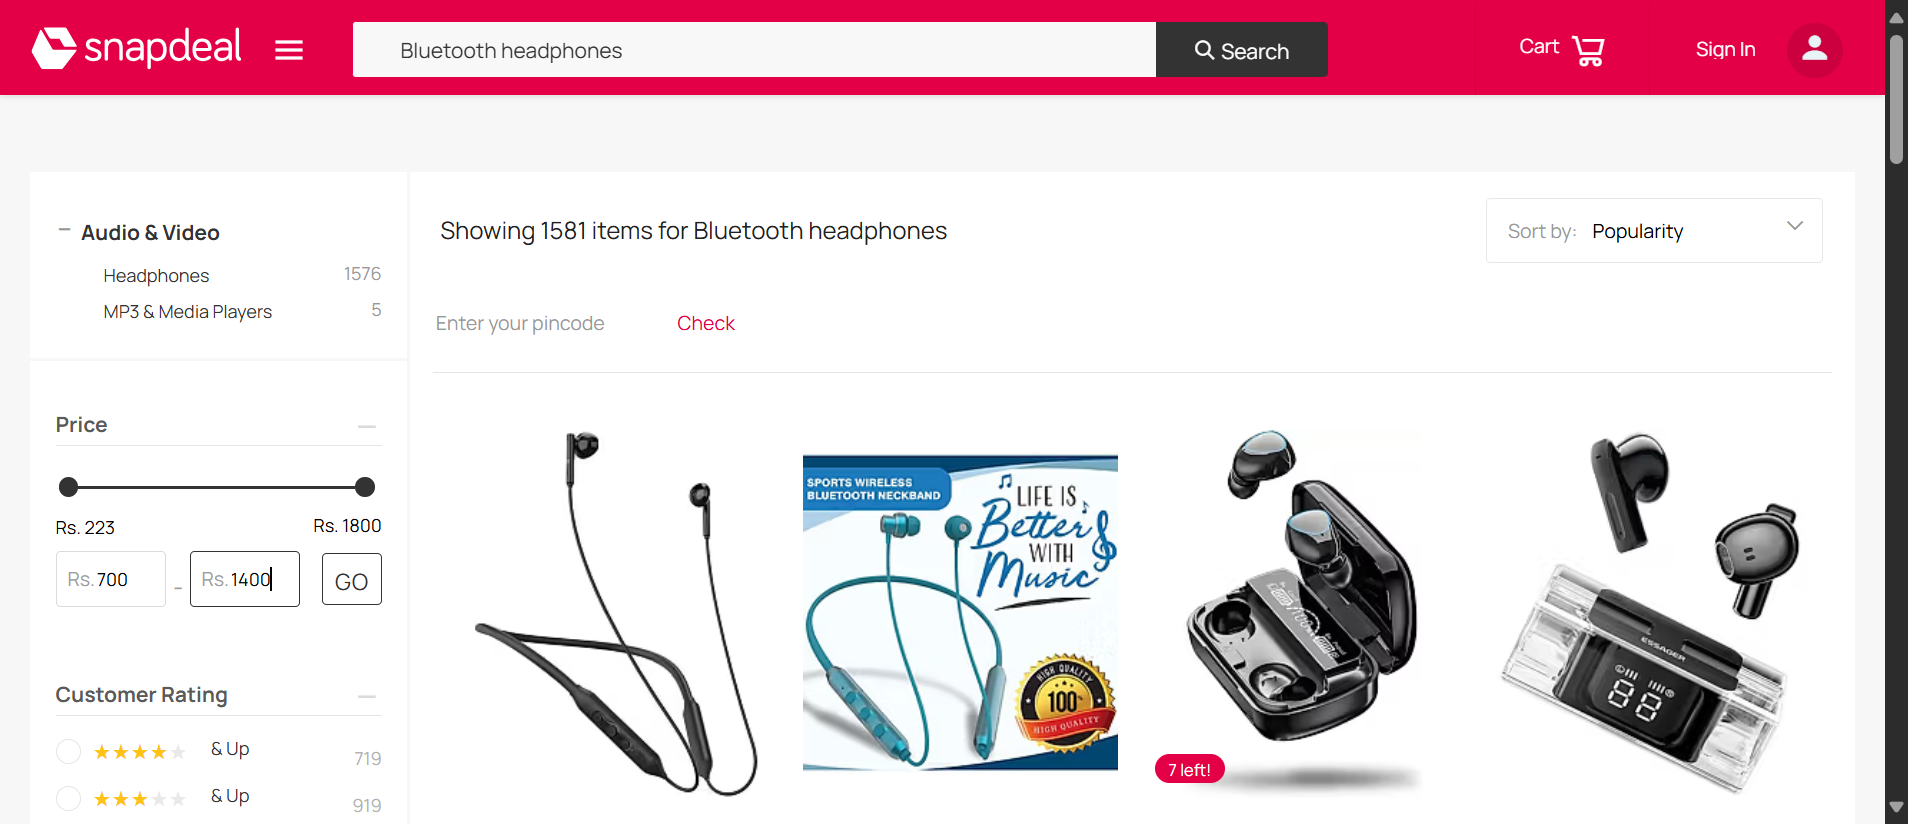 snapdeal
Bluetooth headphones
Search
Cart
Sign In
Audio & Video
Headphones 1576
MP3 & Media Players 5
Showing 1581 items for Bluetooth headphones
Sort by: Popularity
Enter your pincode Check
Price
Rs. 223 Rs. 1800
Rs. 700 - Rs. 1400 GO
Customer Rating
& Up 719
& Up 919
SPORTS WIRELESS
BLUETOOTH NECKBAND
LIFE IS
Better
WITH
Music
HIGH QUALITY
100%
HIGH QUALITY
7 left!
ESSAGER
88